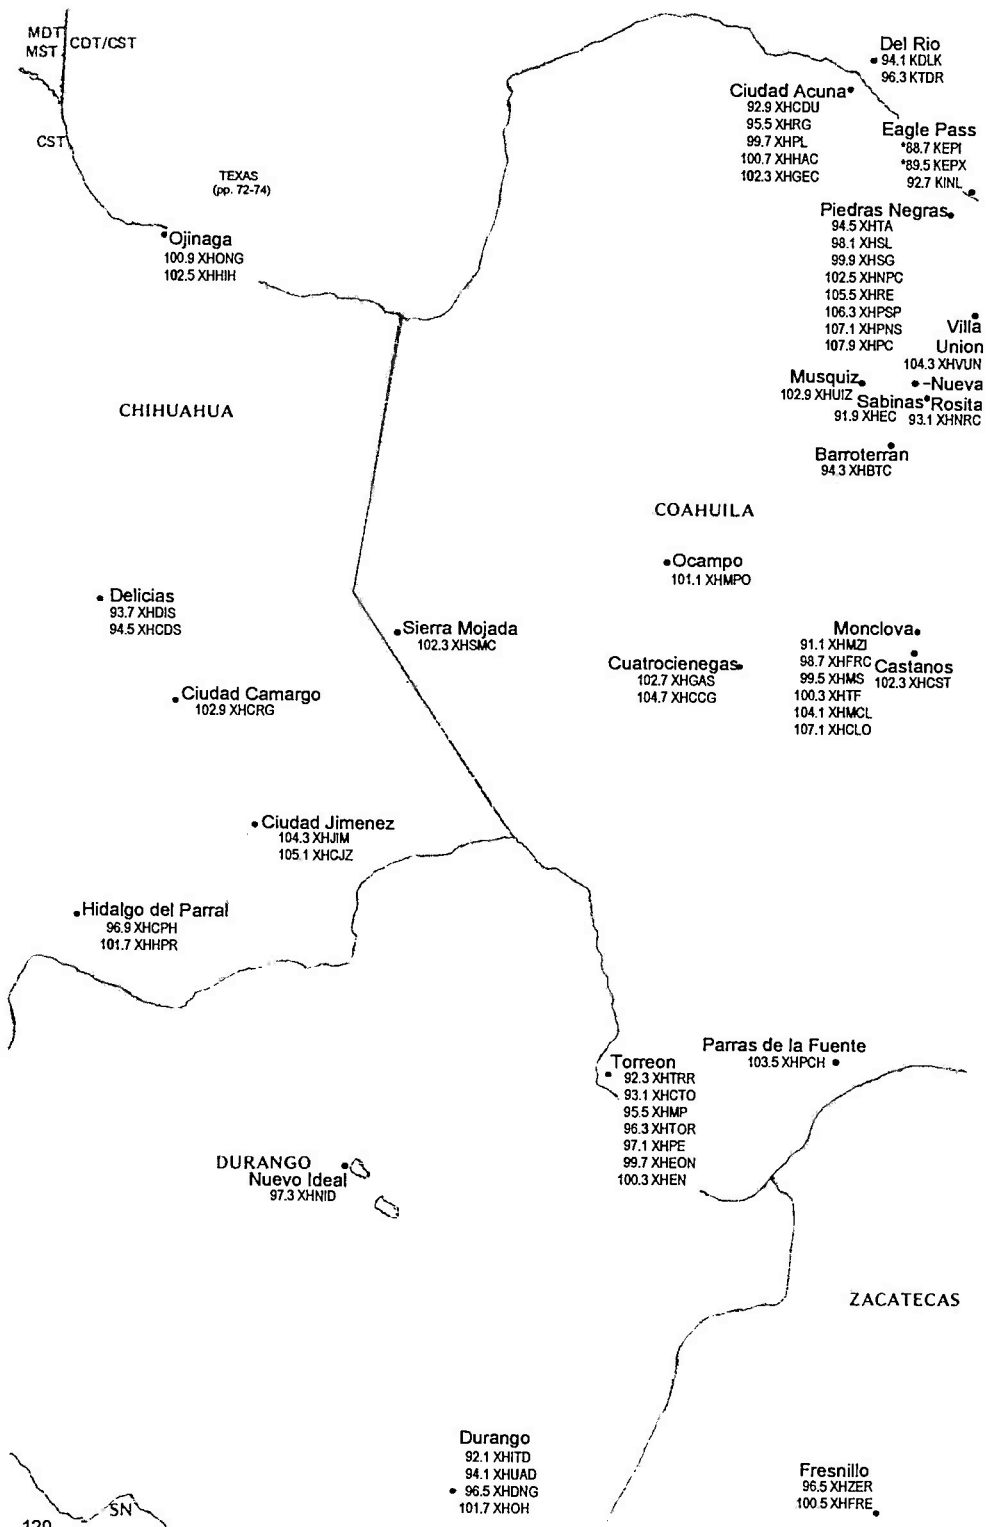 MDT
MST
CDT/CST
CST
TEXAS
(pp. 72-74)
Del Rio
94.1 KDLK
96.3 KTDR
Ciudad Acuna
92.9 XHCDU
95.5 XHRG
99.7 XHPL
100.7 XHHAC
102.3 XHGEC
Eagle Pass
*88.7 KEPI
*89.5 KEPX
92.7 KINL
Piedras Negras
94.5 XHTA
98.1 XHSL
99.9 XHSG
102.5 XHNPC
105.5 XHRE
106.3 XHPSP
107.1 XHPNS
107.9 XHPC
Ojinaga
100.9 XHONG
102.5 XHHIH
Villa
Union
104.3 XHVUN
Musquiz
102.9 XHUIZ
Nueva
Rosita
93.1 XHNRC
Sabinas
91.9 XHEC
CHIHUAHUA
Barroterran
94.3 XHBTC
COAHUILA
Ocampo
101.1 XHMPO
Delicias
93.7 XHDIS
94.5 XHCDS
Sierra Mojada
102.3 XHSMC
Monclova
91.1 XHMZI
98.7 XHFRC
99.5 XHMS
100.3 XHTF
104.1 XHMCL
107.1 XHCLO
Castanos
102.3 XHCST
Cuatrocienegas
102.7 XHGAS
104.7 XHCCG
Ciudad Camargo
102.9 XHCRG
Ciudad Jimenez
104.3 XHJIM
105.1 XHCJZ
Hidalgo del Parral
96.9 XHCPH
101.7 XHHPR
Parras de la Fuente
103.5 XHPCH
Torreon
92.3 XHTRR
93.1 XHCTO
95.5 XHMP
96.3 XHTOR
97.1 XHPE
99.7 XHEON
100.3 XHEN
DURANGO
Nuevo Ideal
97.3 XHNID
ZACATECAS
Durango
92.1 XHITD
94.1 XHUAD
96.5 XHDNG
101.7 XHOH
Fresnillo
96.5 XHZER
100.5 XHFRE
SN